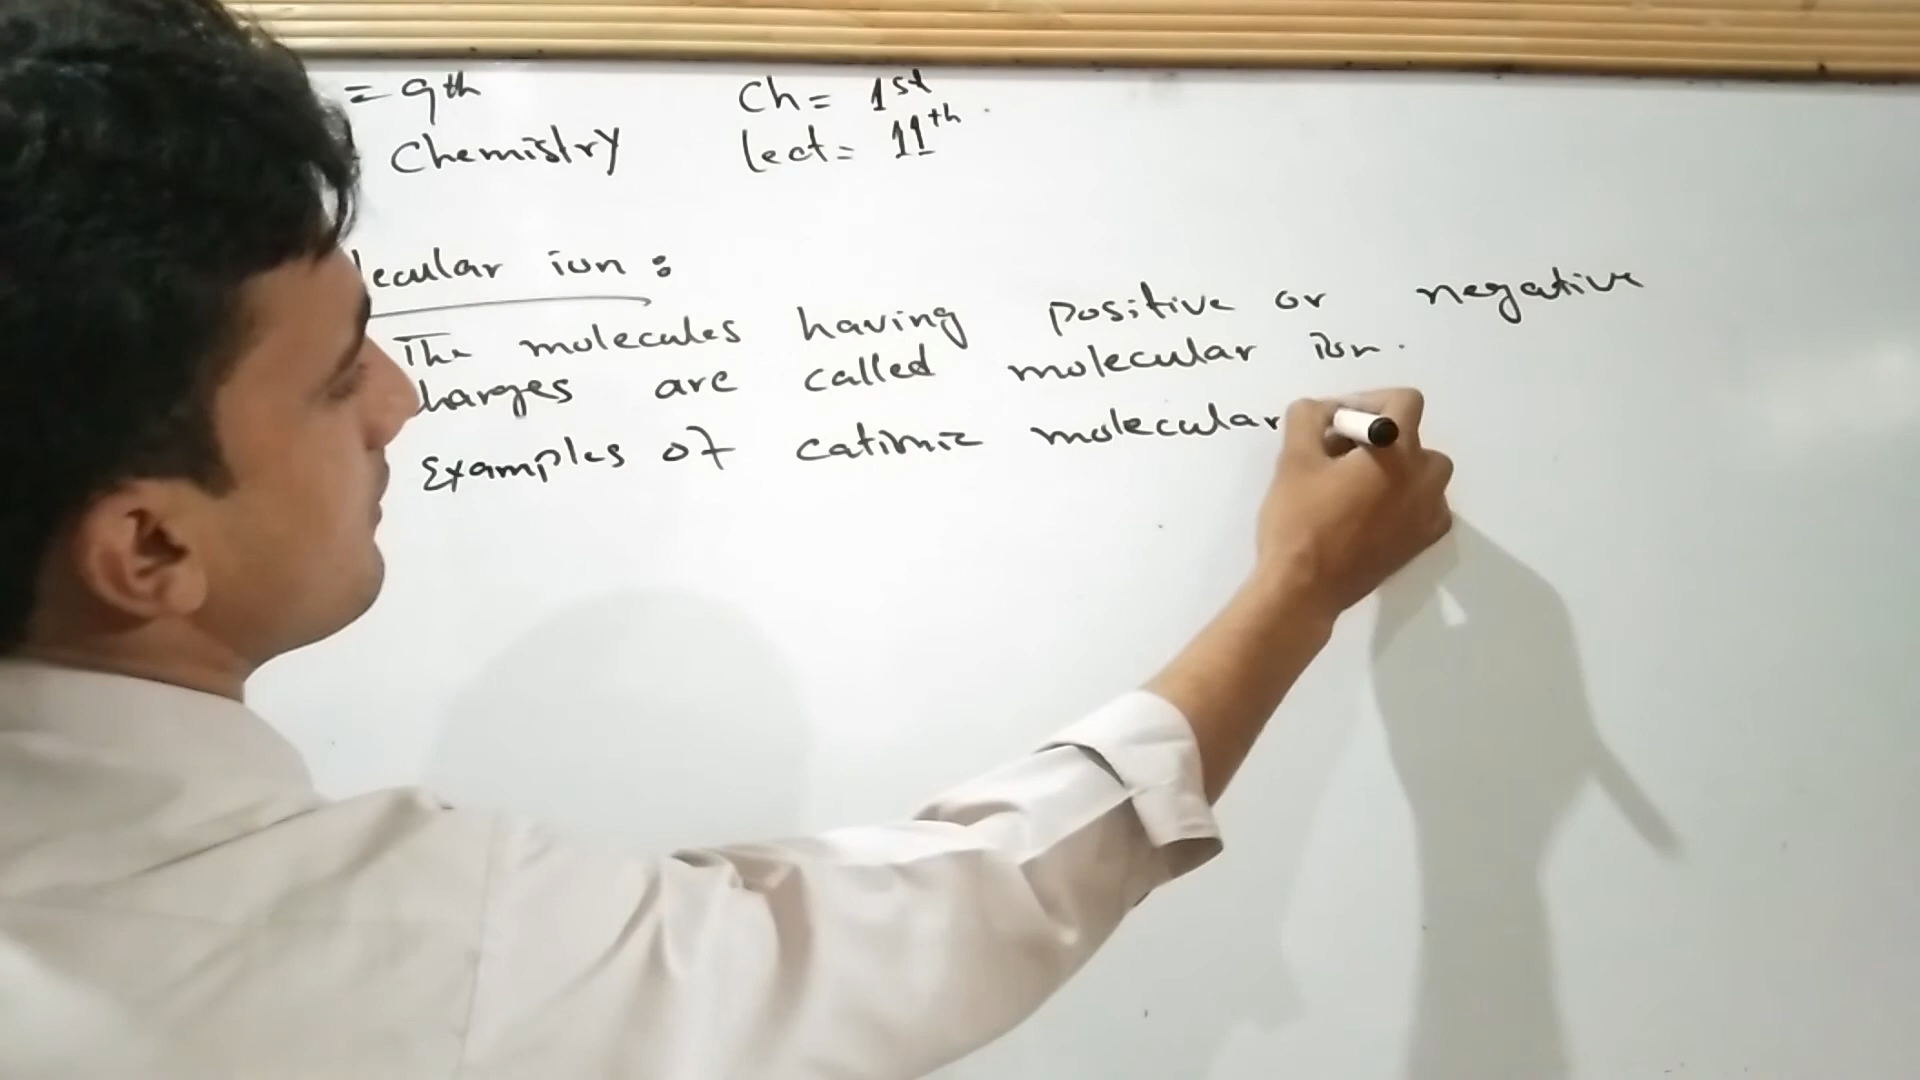 = 9th Ch = 1st
Chemistry lect = 11th
lecular ion :
The molecules having positive or negative
harges are called molecular ion.
Examples of cationic molecular